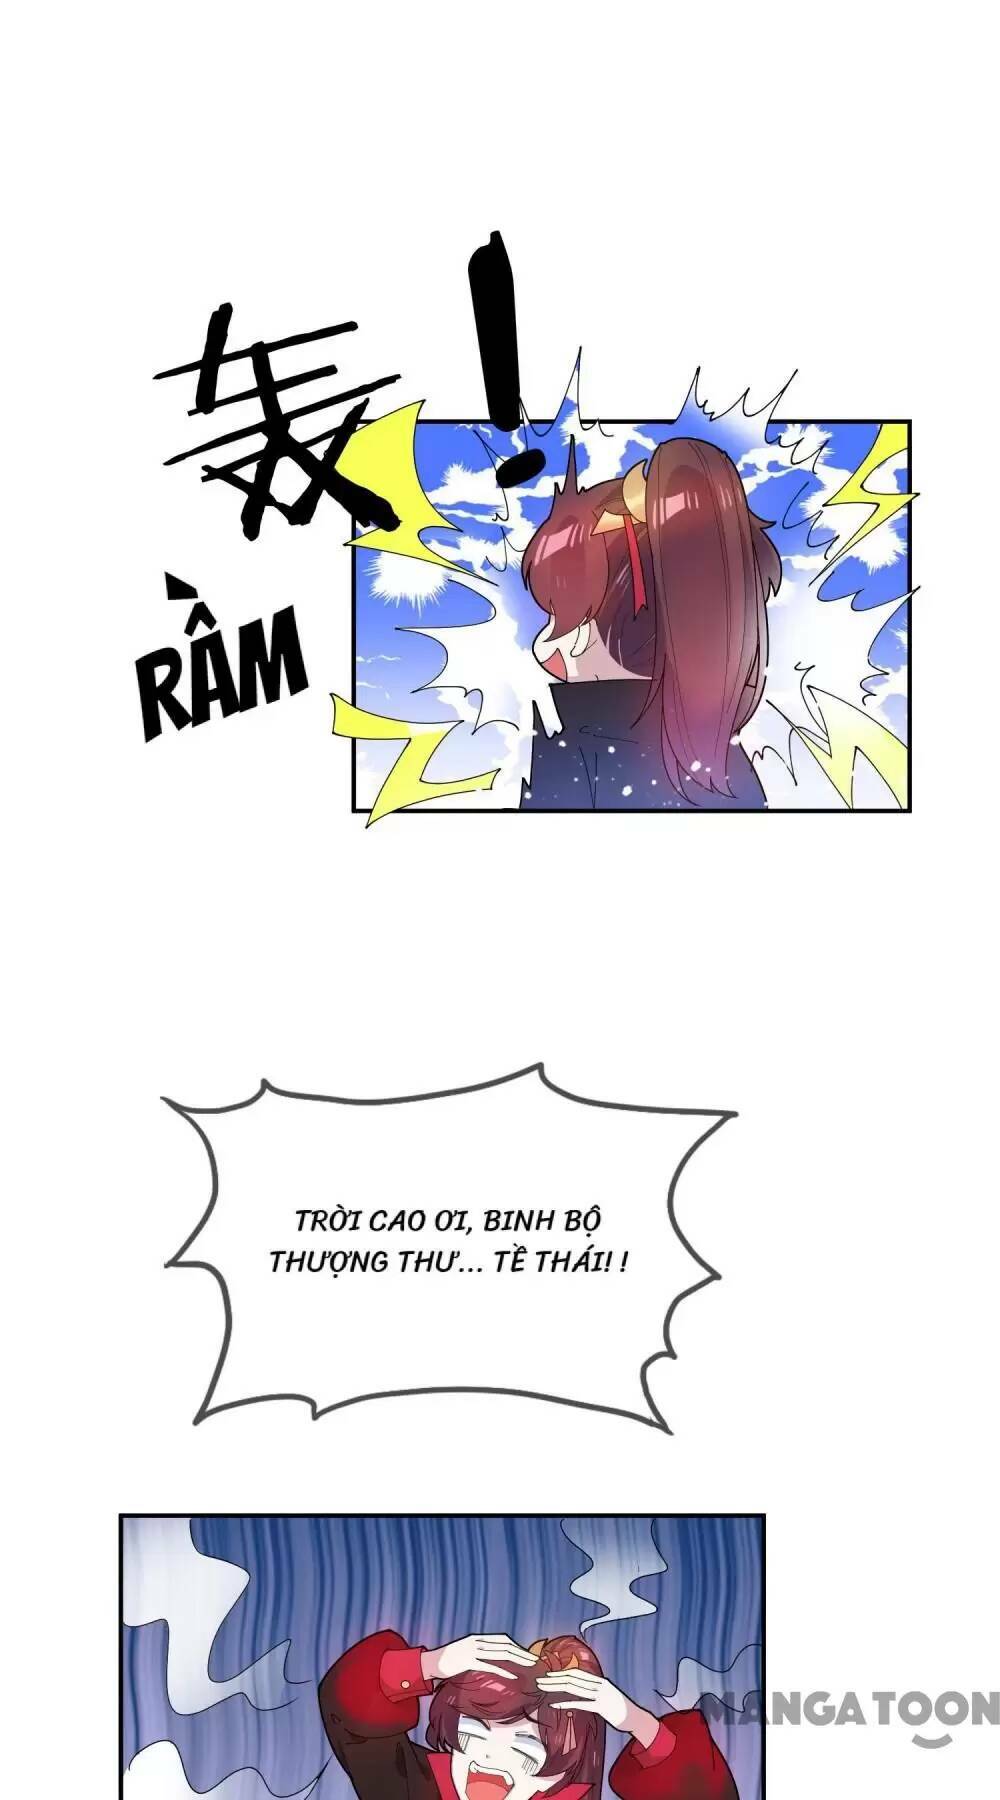 轰!
RẦM
TRỜI CAO ƠI, BINH BỘ
THƯỢNG THƯ... TỀ THÁI! !
MANGATOON